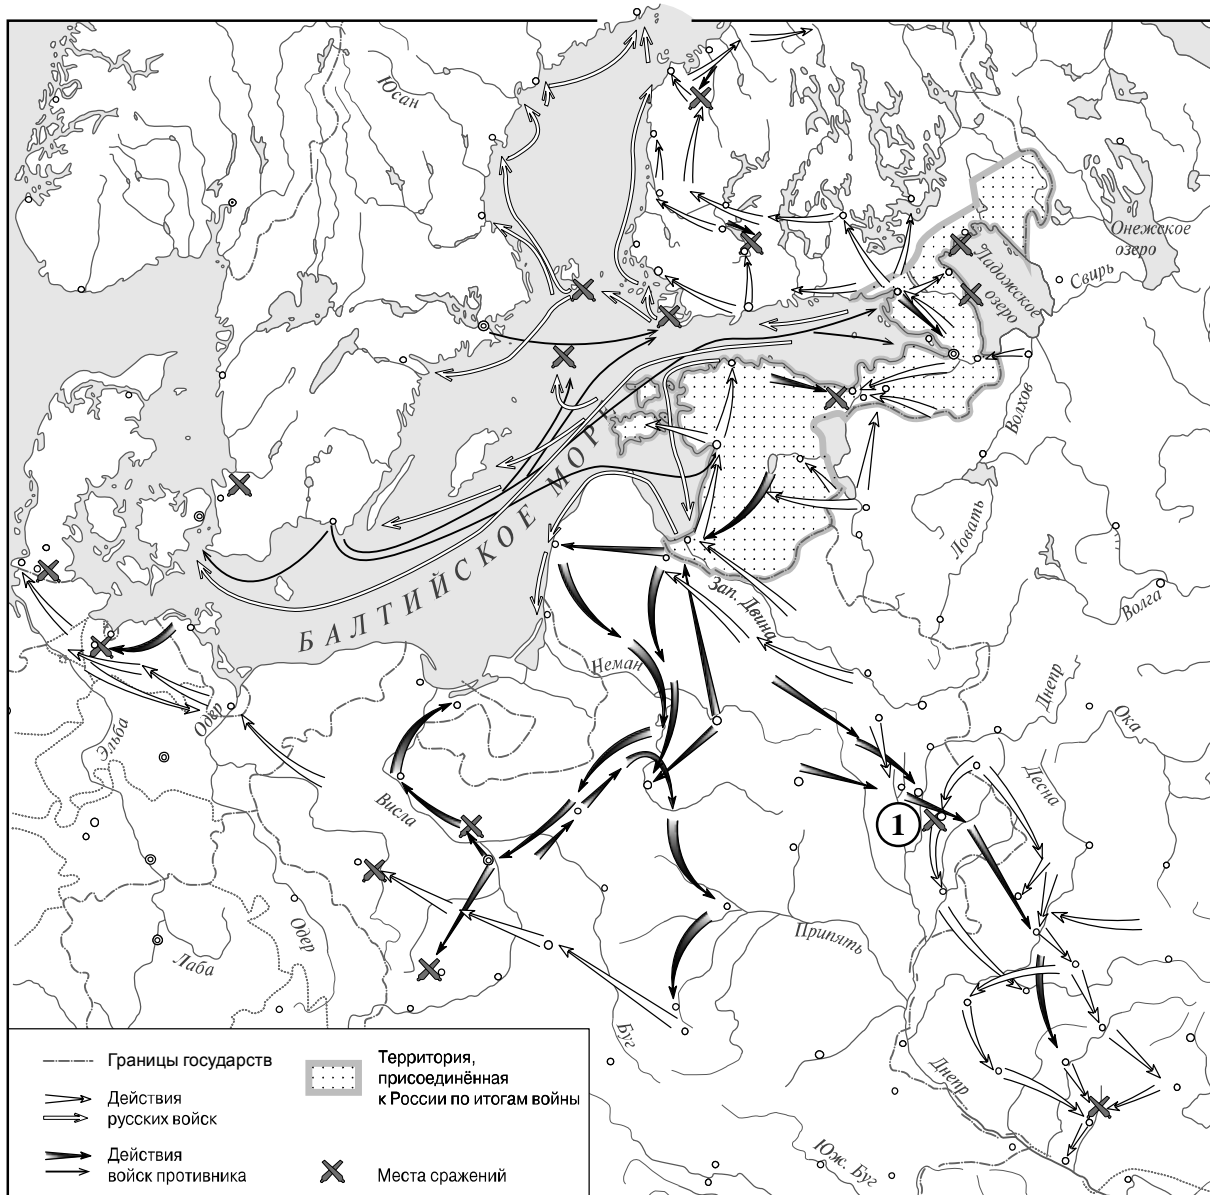 Юсан
Онежское
озеро
Ладожское
озеро
Свирь
Волхов
БАЛТИЙСКОЕ МОРЕ
Ловать
Зап. Двина
Волга
Неман
Днепр
Ока
Одер
Эльба
Десна
Висла
1
Одер
Припять
Лаба
Буг
Днепр
Юж. Буг
Границы государств
Действия
русских войск
Действия
войск противника
Территория,
присоединённая
к России по итогам войны
Места сражений